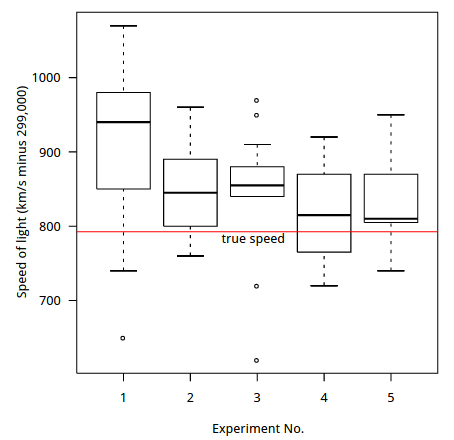 Speed of light (km/s minus 299,000)
1000
900
800
700
true speed
1 2 3 4 5
Experiment No.